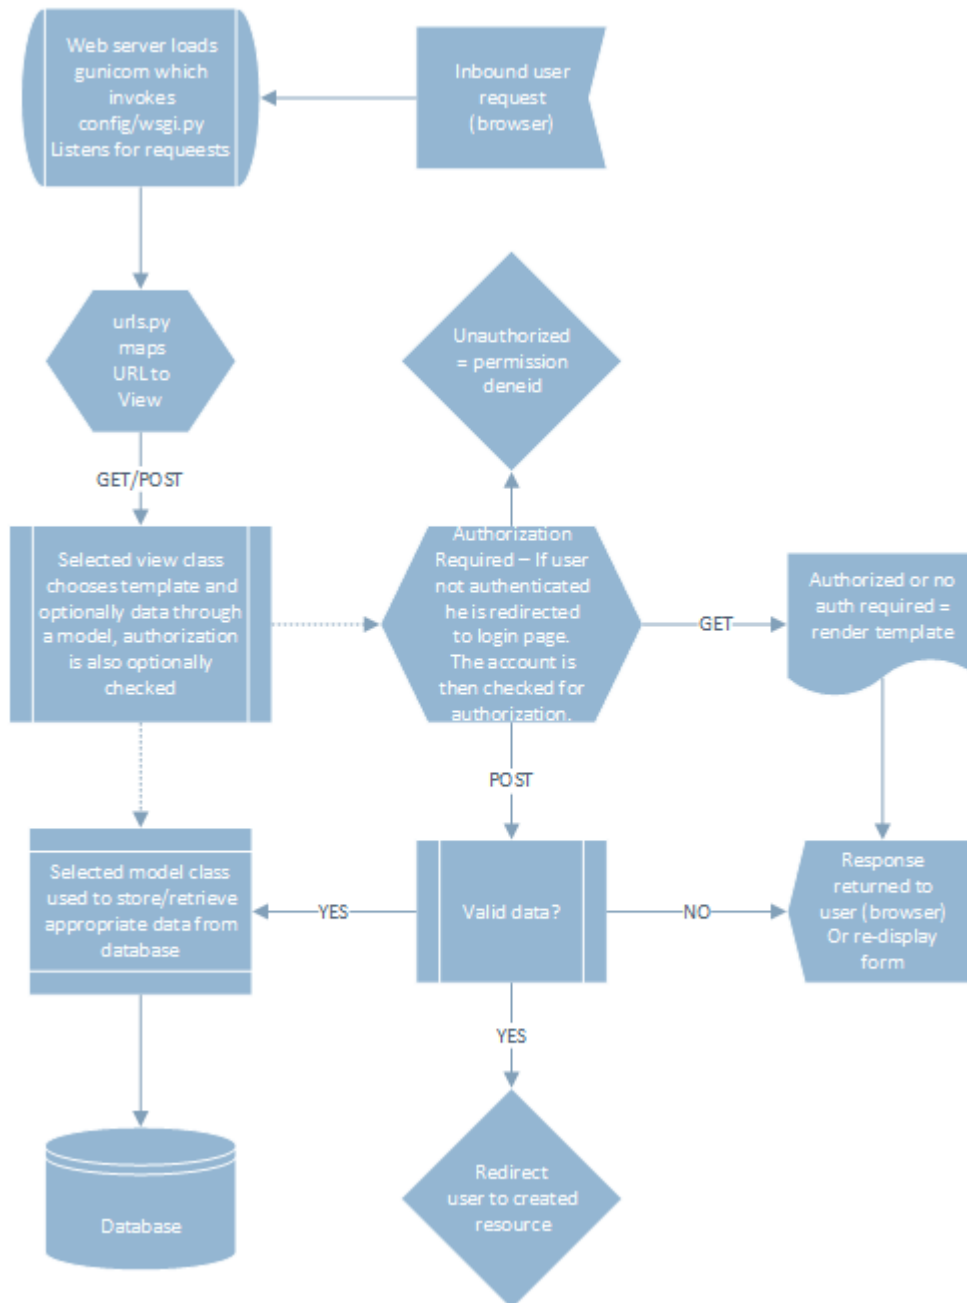 Web server loads
gunicorn which
invokes
config/wsgi.py
Listens for requeests
Inbound user
request
(browser)
urls.py
maps
URL to
View
Unauthorized
= permission
deneid
GET/POST
Selected view class
chooses template and
optionally data through
a model, authorization
is also optionally
checked
Authorization
Required – If user
not authenticated
he is redirected
to login page.
The account is
then checked for
authorization.
GET
Authorized or no
auth required =
render template
POST
Selected model class
used to store/retrieve
appropriate data from
database
YES
Valid data?
NO
Response
returned to
user (browser)
Or re-display
form
YES
Database
Redirect
user to created
resource